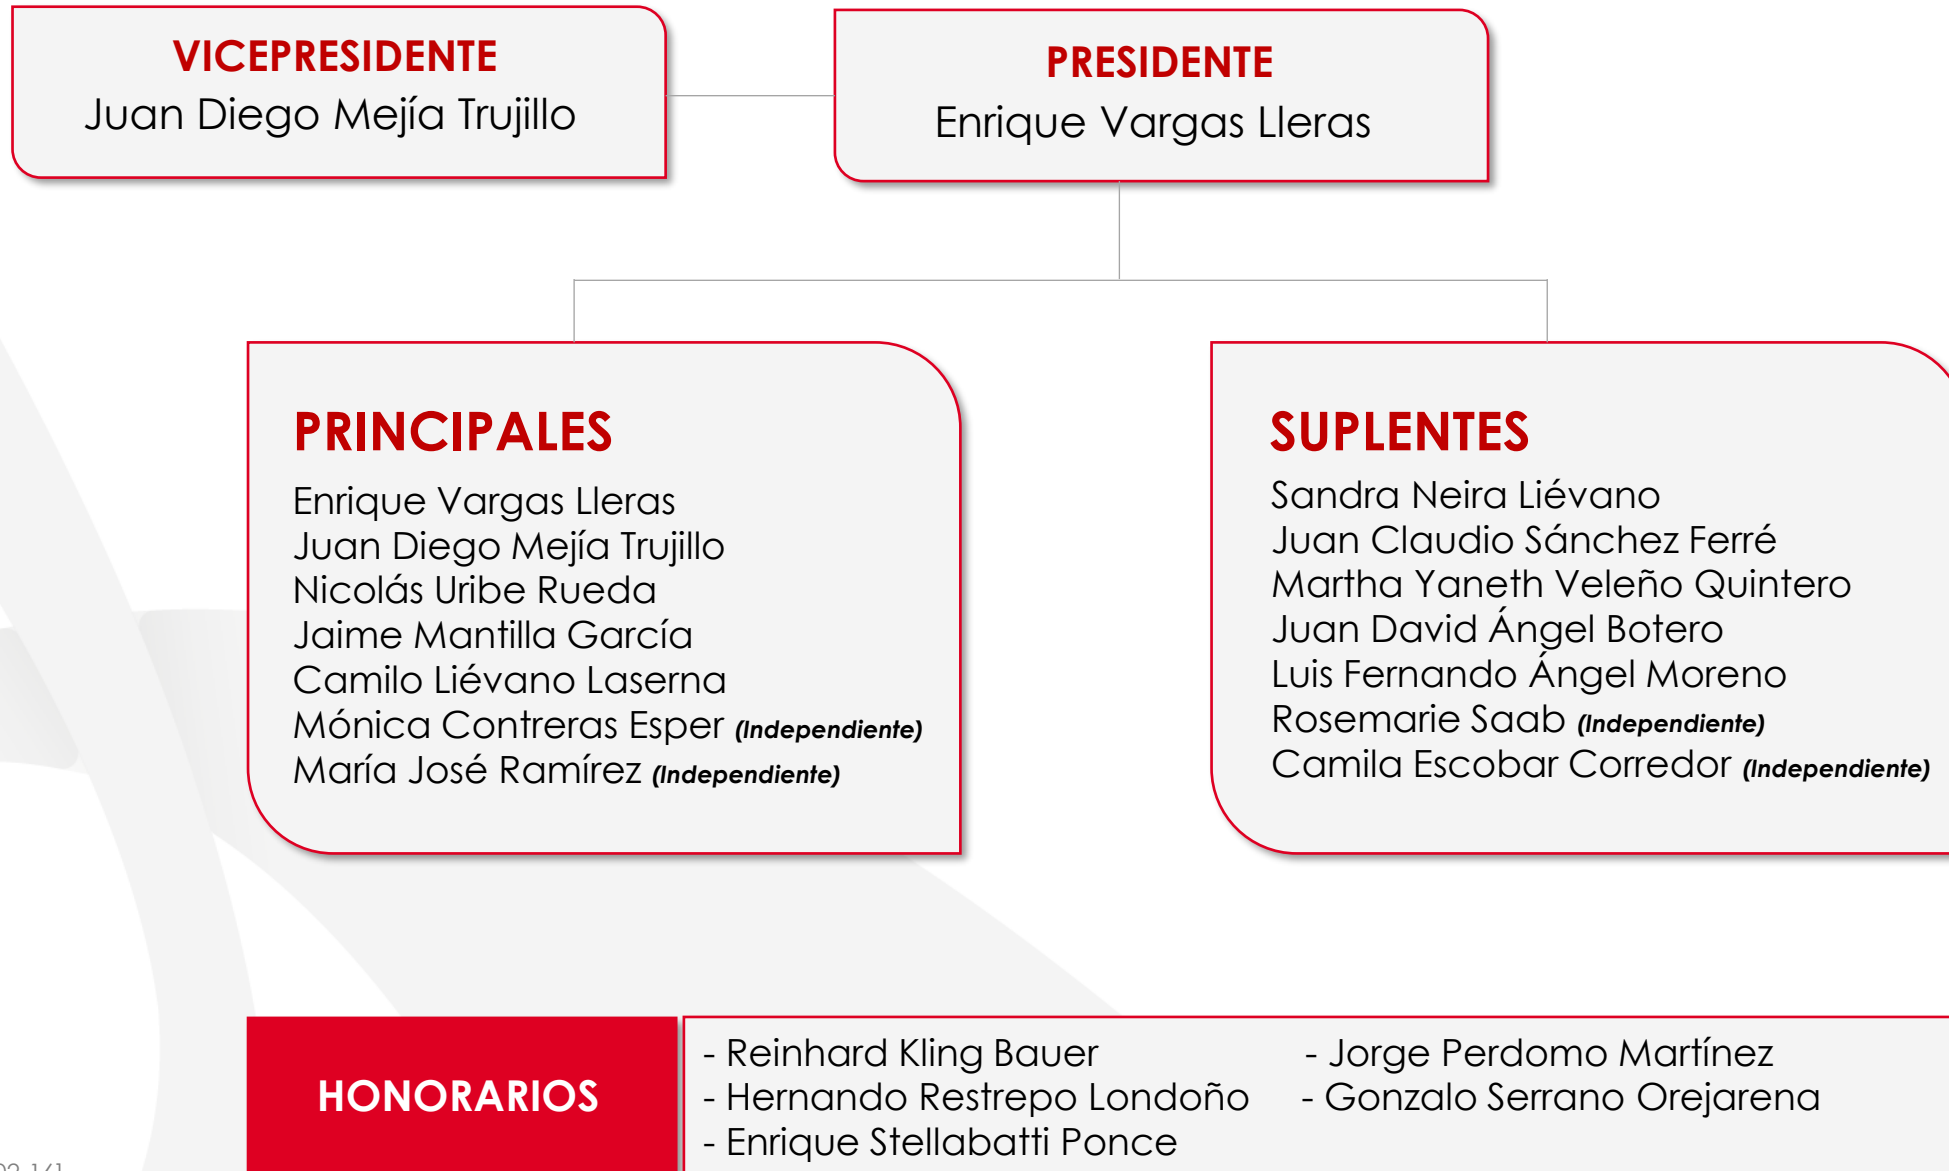 VICEPRESIDENTE
Juan Diego Mejía Trujillo
PRESIDENTE
Enrique Vargas Lleras
PRINCIPALES
Enrique Vargas Lleras
Juan Diego Mejía Trujillo
Nicolás Uribe Rueda
Jaime Mantilla García
Camilo Liévano Laserna
Mónica Contreras Esper (Independiente)
María José Ramírez (Independiente)
SUPLENTES
Sandra Neira Liévano
Juan Claudio Sánchez Ferré
Martha Yaneth Veleño Quintero
Juan David Ángel Botero
Luis Fernando Ángel Moreno
Rosemarie Saab (Independiente)
Camila Escobar Corredor (Independiente)
HONORARIOS
- Reinhard Kling Bauer
- Hernando Restrepo Londoño
- Enrique Stellabatti Ponce
- Jorge Perdomo Martínez
- Gonzalo Serrano Orejarena